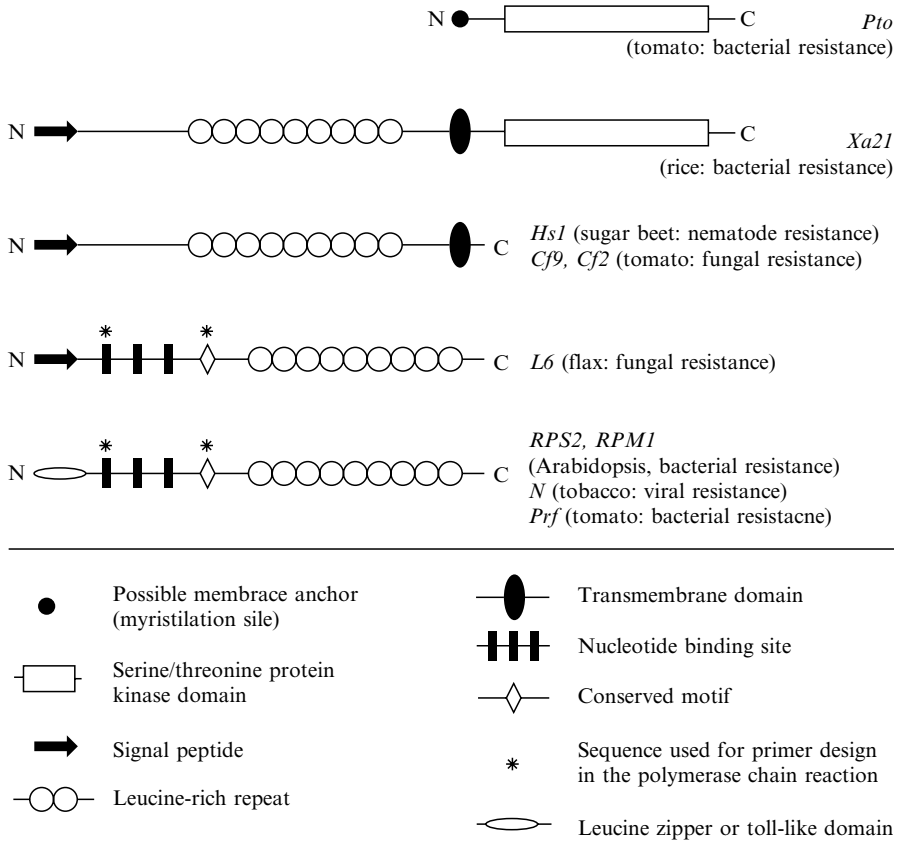 N C Pto
(tomato: bacterial resistance)
N C Xa21
(rice: bacterial resistance)
N C Hs1 (sugar beet: nematode resistance)
Cf9, Cf2 (tomato: fungal resistance)
* *
N C L6 (flax: fungal resistance)
* *
N C RPS2, RPM1
(Arabidopsis, bacterial resistance)
N (tobacco: viral resistance)
Prf (tomato: bacterial resistacne)
Possible membrace anchor
(myristilation sile)
Serine/threonine protein
kinase domain
Signal peptide
Leucine-rich repeat
Transmembrane domain
Nucleotide binding site
Conserved motif
* Sequence used for primer design
in the polymerase chain reaction
Leucine zipper or toll-like domain